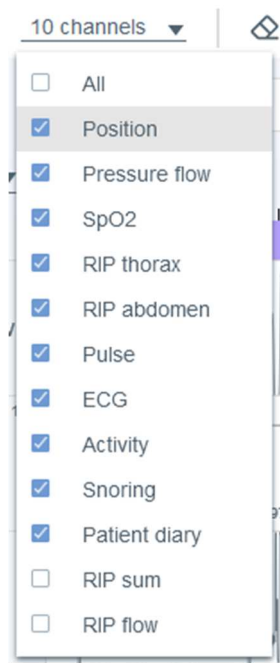 10 channels
All
Position
Pressure flow
SpO2
RIP thorax
RIP abdomen
Pulse
ECG
Activity
Snoring
Patient diary
RIP sum
RIP flow